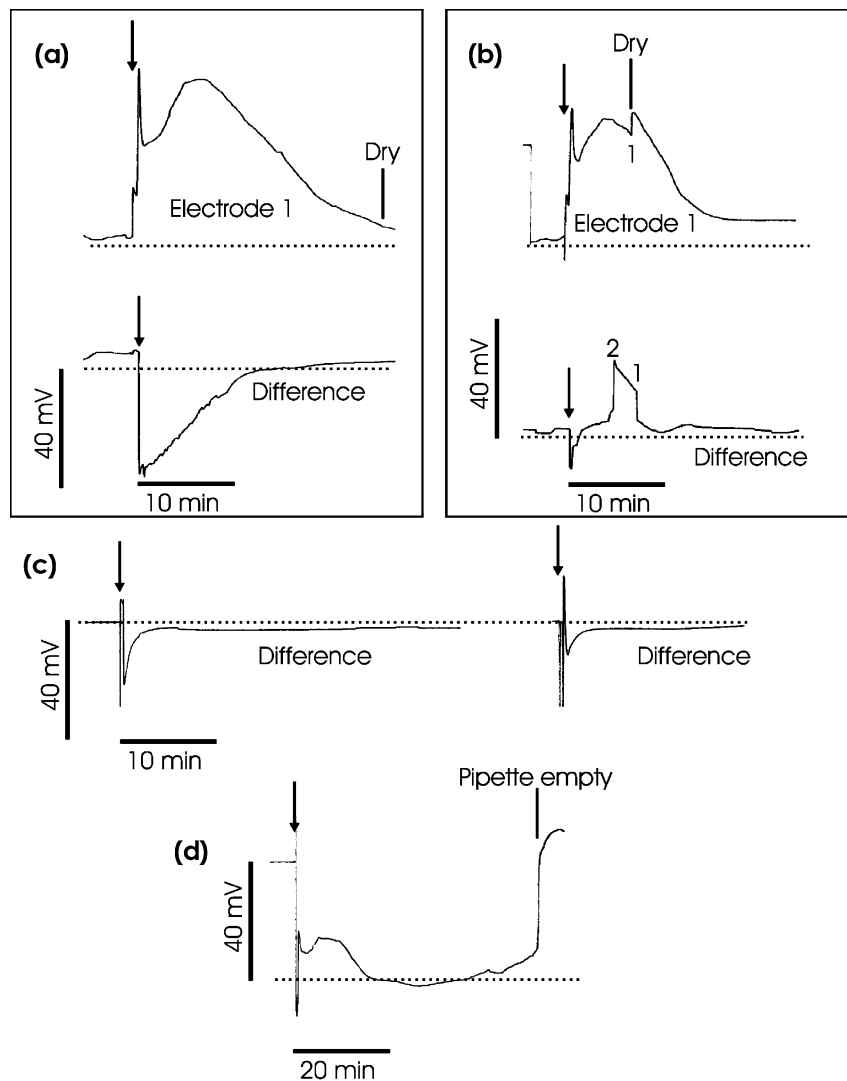 (a)
Dry
Electrode 1
40 mV
Difference
10 min
(b)
Dry
1
Electrode 1
40 mV
2
1
Difference
10 min
(c)
40 mV
Difference
Difference
10 min
Pipette empty
(d)
40 mV
20 min